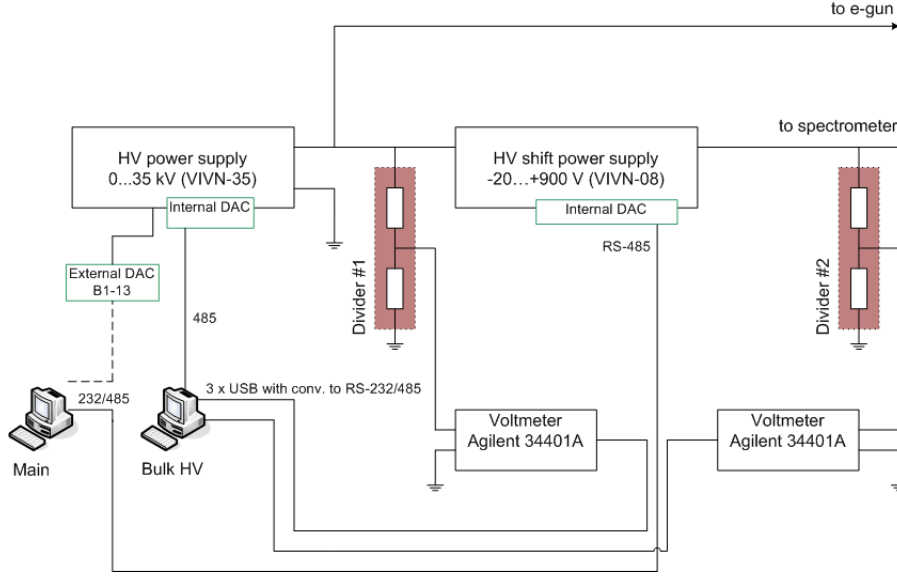 to e-gun
to spectrometer
HV power supply
0...35 kV (VIVN-35)
Internal DAC
HV shift power supply
-20...+900 V (VIVN-08)
Internal DAC
RS-485
External DAC
B1-13
Divider #1
Divider #2
485
3 x USB with conv. to RS-232/485
232/485
Main
Bulk HV
Voltmeter
Agilent 34401A
Voltmeter
Agilent 34401A